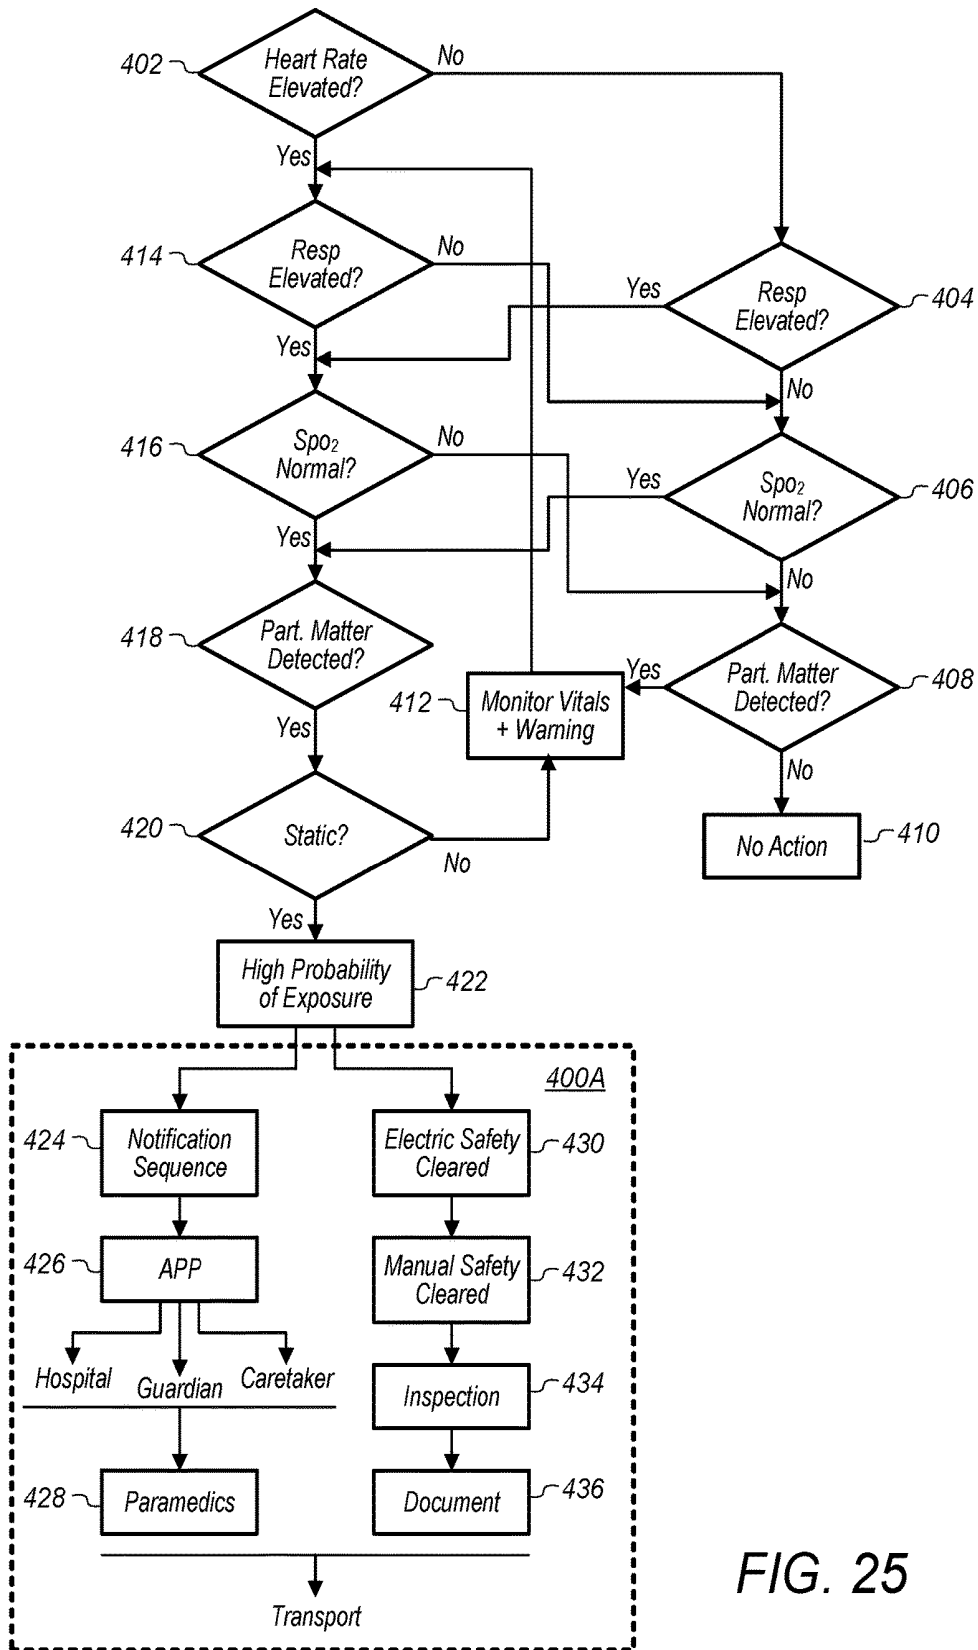 402
Heart Rate
Elevated?
No
Yes
414
Resp
Elevated?
No
Yes
Resp
Elevated?
404
Yes
No
416
Spo2
Normal?
No
Yes
Spo2
Normal?
406
Yes
No
418
Part. Matter
Detected?
412
Monitor Vitals
+ Warning
Yes
Part. Matter
Detected?
408
Yes
No
420
Static?
No
No Action
410
Yes
High Probability
of Exposure
422
400A
424
Notification
Sequence
Electric Safety
Cleared
430
426
APP
Manual Safety
Cleared
432
Hospital
Guardian
Caretaker
Inspection
434
428
Paramedics
Document
436
Transport
FIG. 25